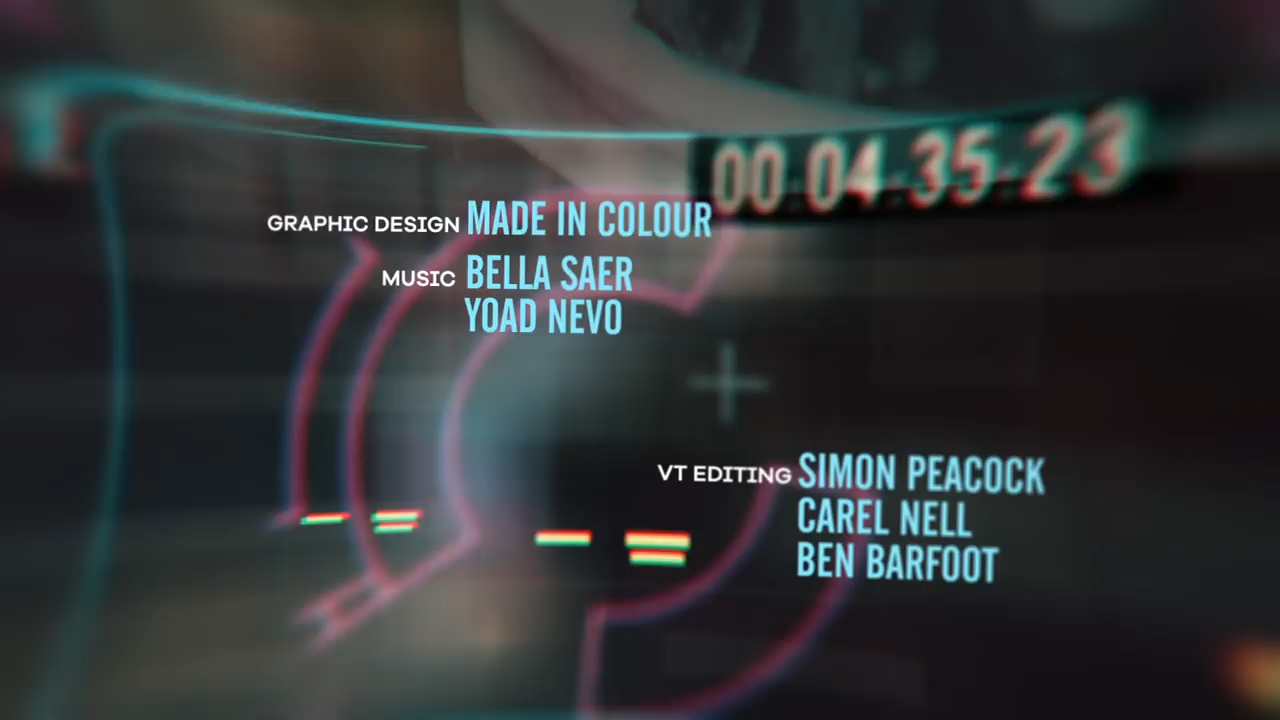 00.04.35.23
GRAPHIC DESIGN MADE IN COLOUR
MUSIC BELLA SAER
YOAD NEVO
VT EDITING SIMON PEACOCK
CAREL NELL
BEN BARFOOT